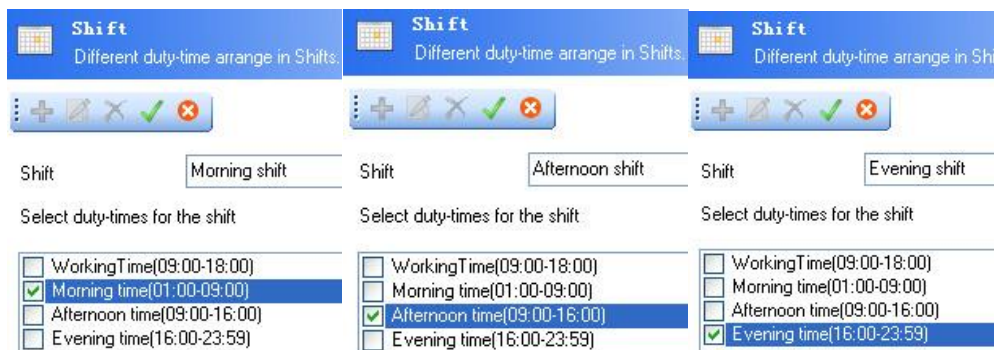 Shift
Different duty-time arrange in Shifts.
Shift Morning shift
Select duty-times for the shift
WorkingTime(09:00-18:00)
Morning time(01:00-09:00)
Afternoon time(09:00-16:00)
Evening time(16:00-23:59)
Shift
Different duty-time arrange in Shifts.
Shift Afternoon shift
Select duty-times for the shift
WorkingTime(09:00-18:00)
Morning time(01:00-09:00)
Afternoon time(09:00-16:00)
Evening time(16:00-23:59)
Shift
Different duty-time arrange in Shi
Shift Evening shift
Select duty-times for the shift
WorkingTime(09:00-18:00)
Morning time(01:00-09:00)
Afternoon time(09:00-16:00)
Evening time(16:00-23:59)